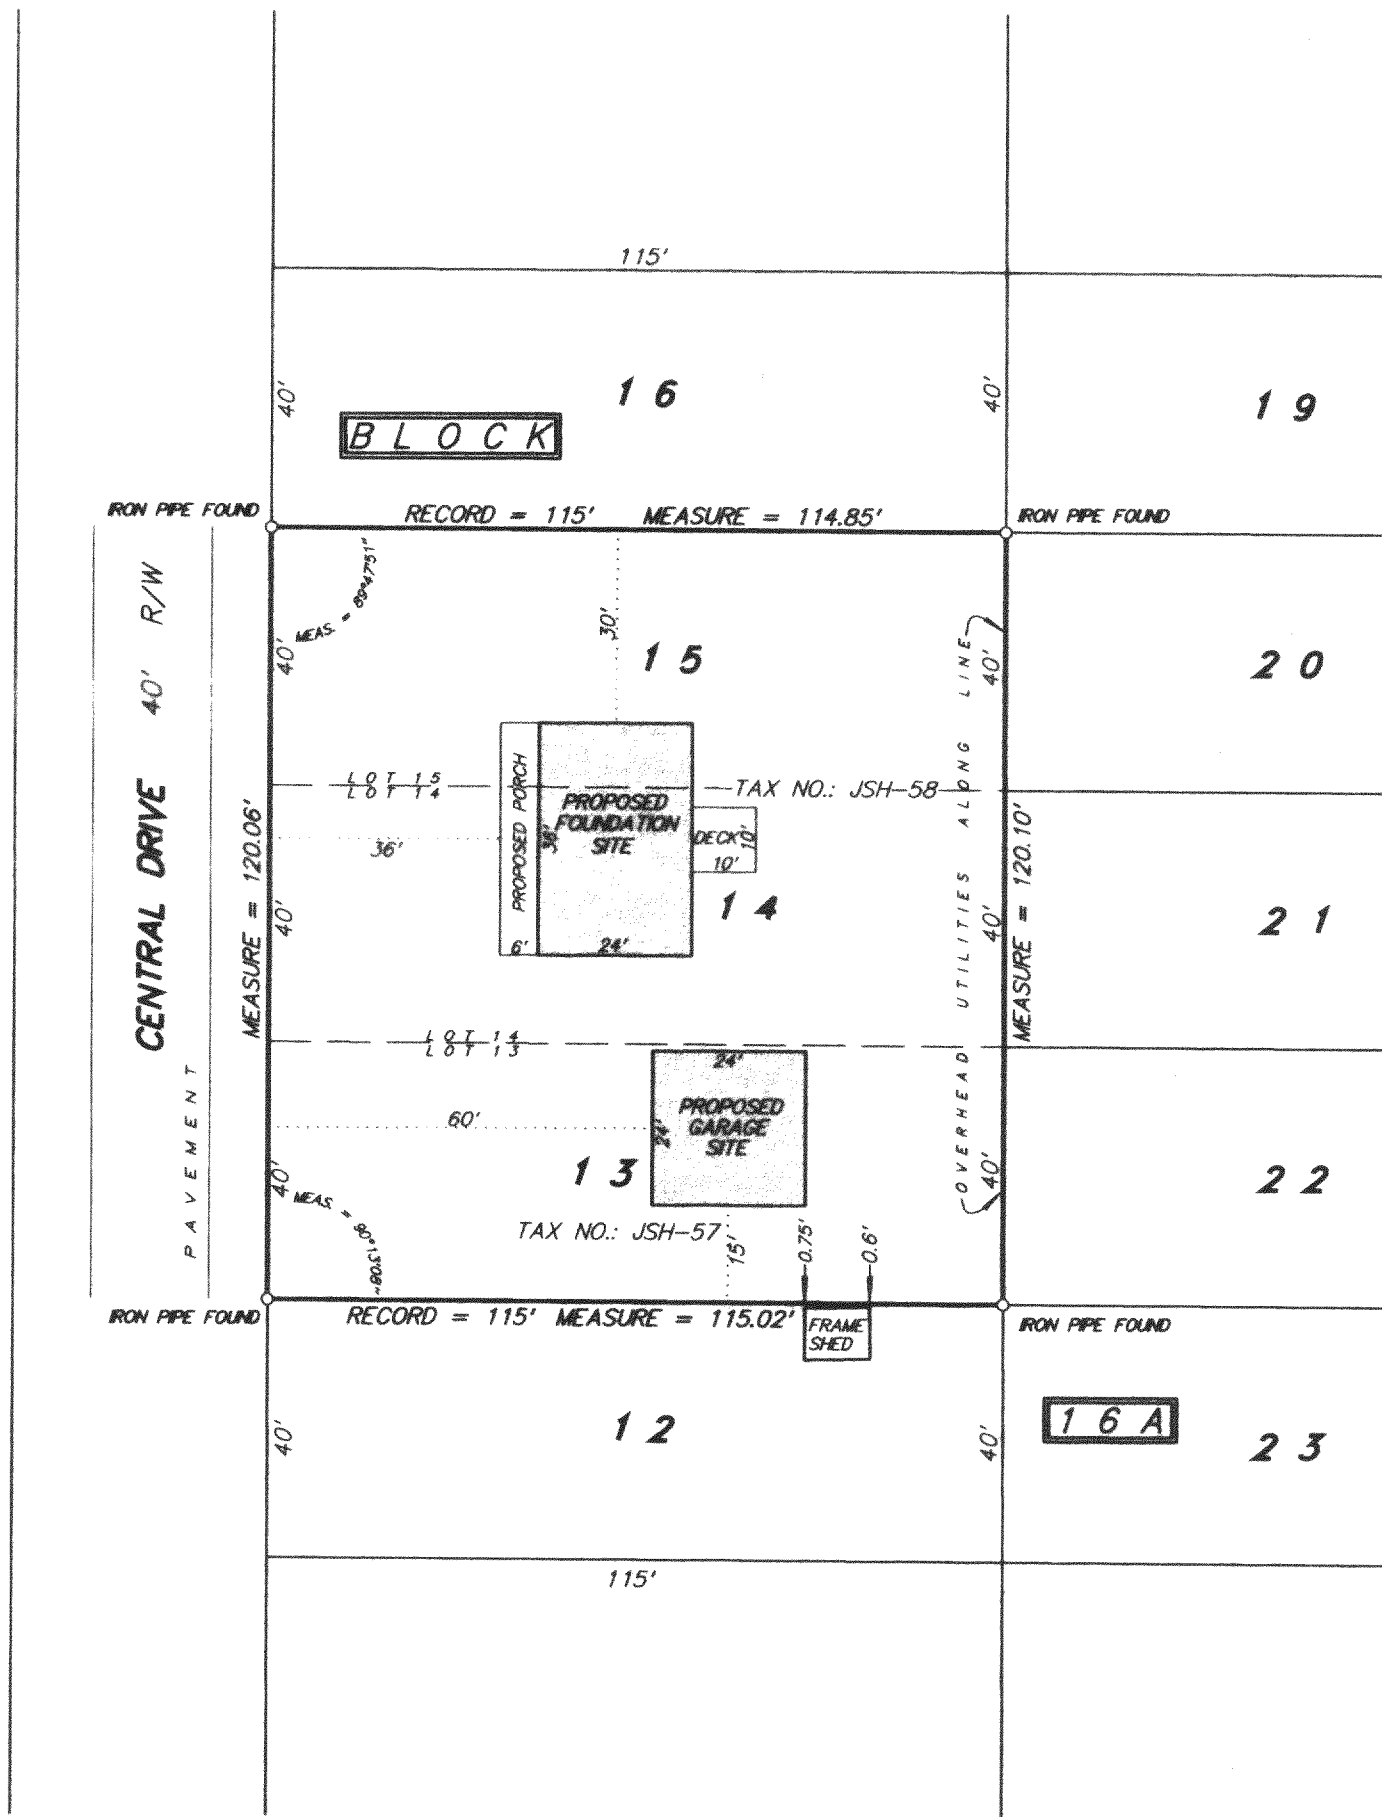 115'
40'
1 6
40'
1 9
BLOCK
IRON PIPE FOUND
RECORD = 115' MEASURE = 114.85'
IRON PIPE FOUND
MEAS. = 89°47'51"
40'
30'
1 5
40'
2 0
CENTRAL DRIVE 40' R/W
PAVEMENT
MEASURE = 120.06'
LOT 15
LOT 14
TAX NO.: JSH-58
36'
PROPOSED PORCH
6'
PROPOSED
FOUNDATION
SITE
36'
24'
DECK
10'
10'
1 4
40'
40'
OVERHEAD UTILITIES ALONG LINE
MEASURE = 120.10'
2 1
LOT 14
LOT 13
24'
PROPOSED
GARAGE
SITE
24'
60'
1 3
40'
MEAS. = 90°13'08"
TAX NO.: JSH-57
15'
0.75'
0.6'
40'
2 2
IRON PIPE FOUND
RECORD = 115' MEASURE = 115.02'
FRAME
SHED
IRON PIPE FOUND
40'
1 2
40'
16A
2 3
115'